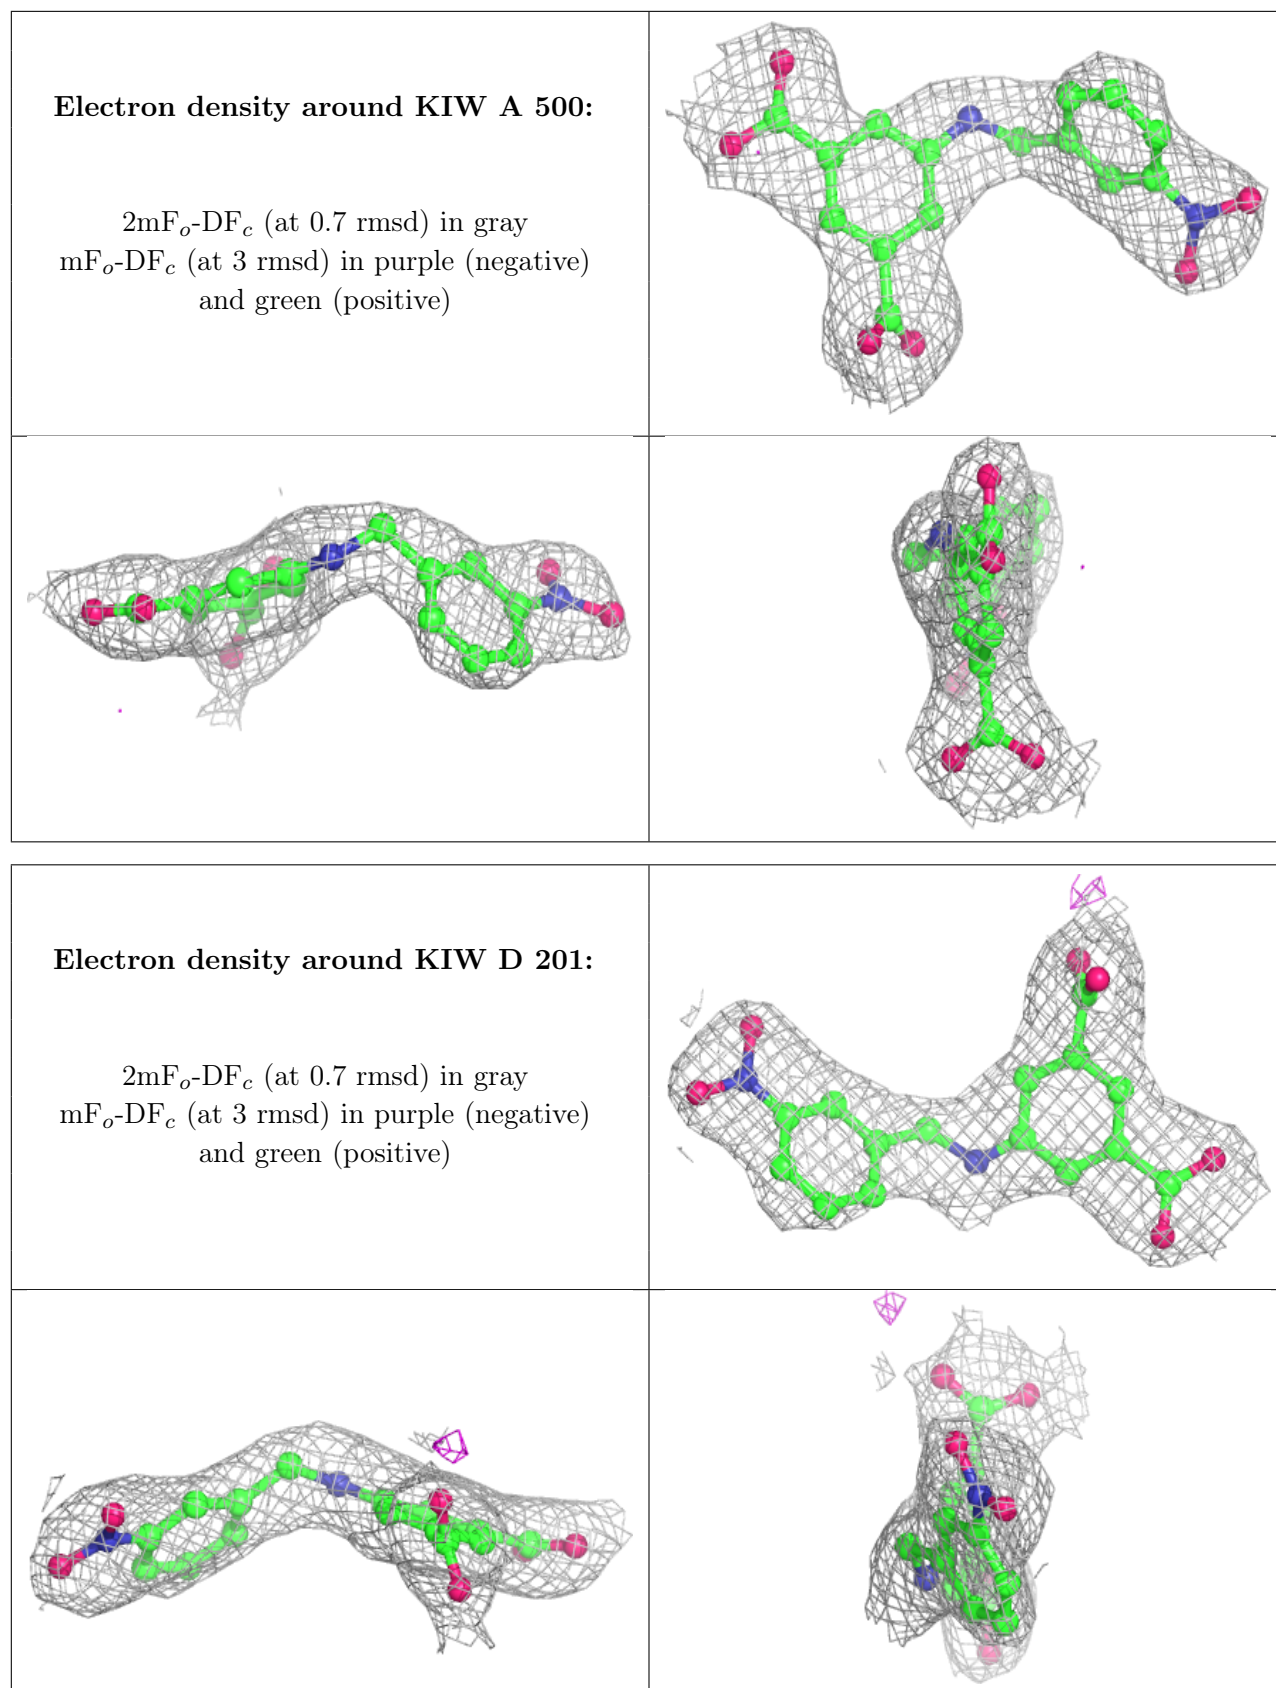 Electron density around KIW A 500:
2mFo-DFc (at 0.7 rmsd) in gray
mFo-DFc (at 3 rmsd) in purple (negative)
and green (positive)
Electron density around KIW D 201:
2mFo-DFc (at 0.7 rmsd) in gray
mFo-DFc (at 3 rmsd) in purple (negative)
and green (positive)